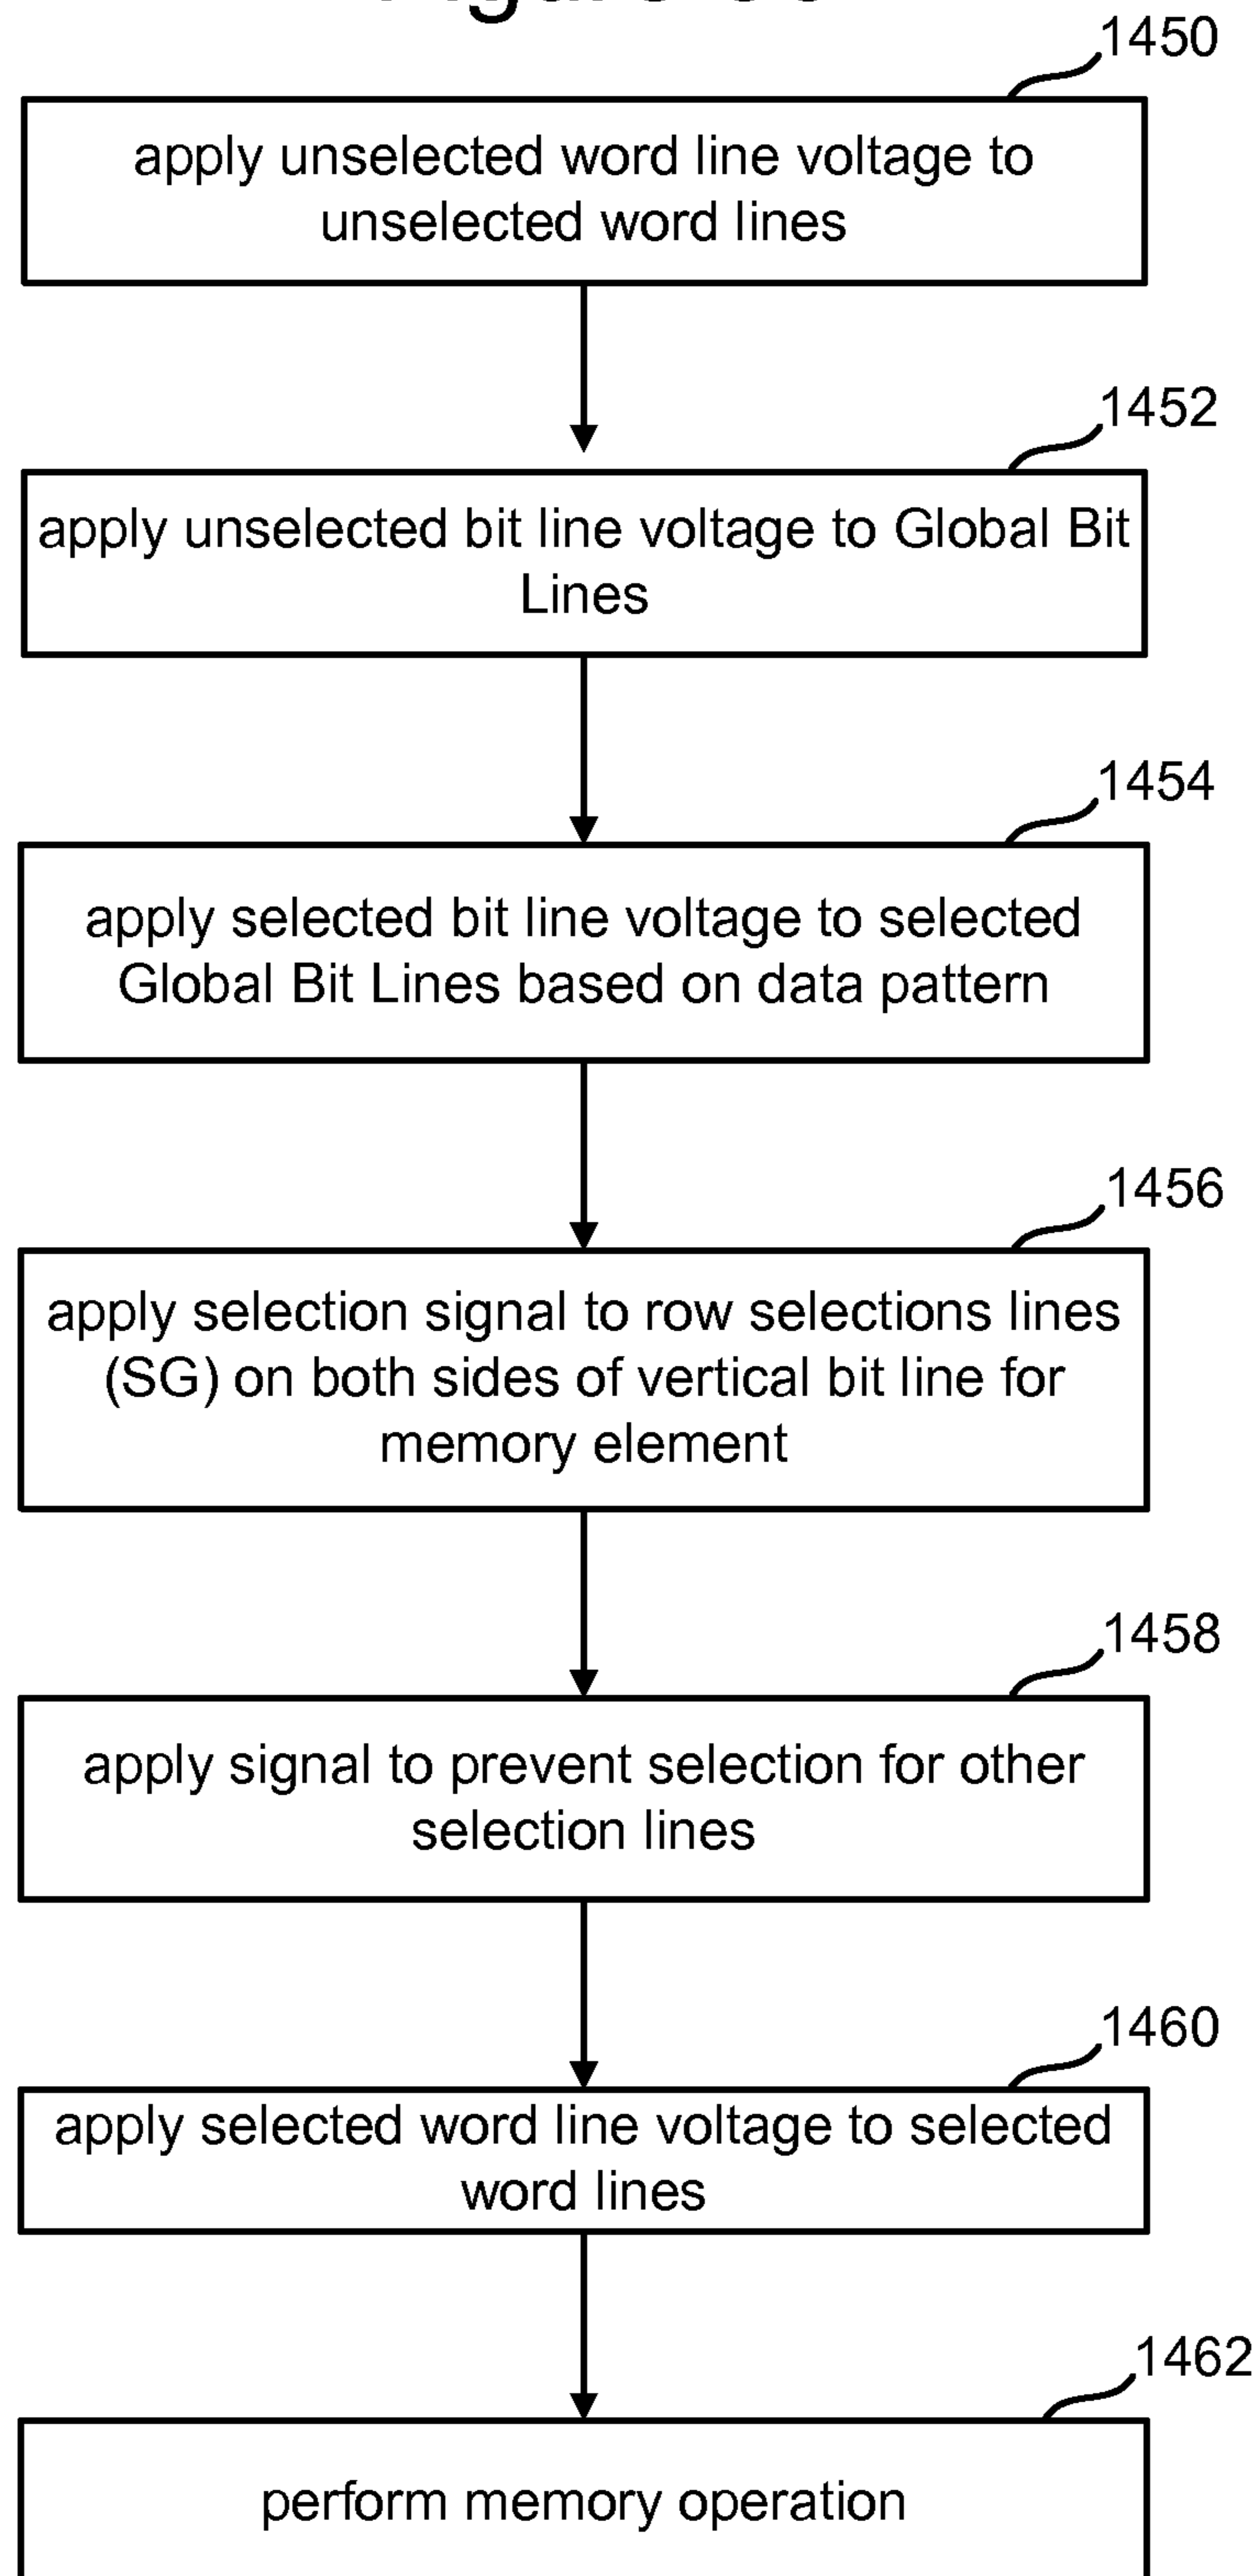 1450
apply unselected word line voltage to
unselected word lines
1452
apply unselected bit line voltage to Global Bit
Lines
1454
apply selected bit line voltage to selected
Global Bit Lines based on data pattern
1456
apply selection signal to row selections lines
(SG) on both sides of vertical bit line for
memory element
1458
apply signal to prevent selection for other
selection lines
1460
apply selected word line voltage to selected
word lines
1462
perform memory operation